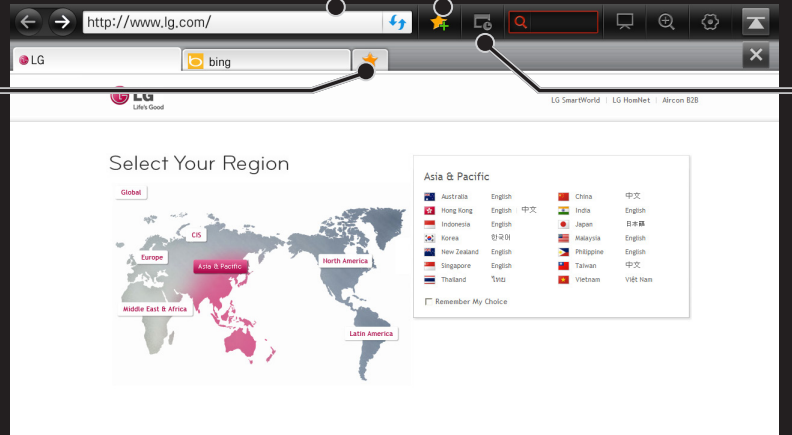 http://www.lg.com/
LG
bing
LG
Life's Good
LG SmartWorld | LG HomNet | Aircon B2B
Select Your Region
Global
CIS
Europe
Asia & Pacific
North America
Middle East & Africa
Latin America
Asia & Pacific
Australia English China 中文
Hong Kong English 中文 India English
Indonesia English Japan 日本語
Korea 한국어 Malaysia English
New Zealand English Philippine English
Singapore English Taiwan 中文
Thailand ไทย Vietnam Việt Nam
Remember My Choice